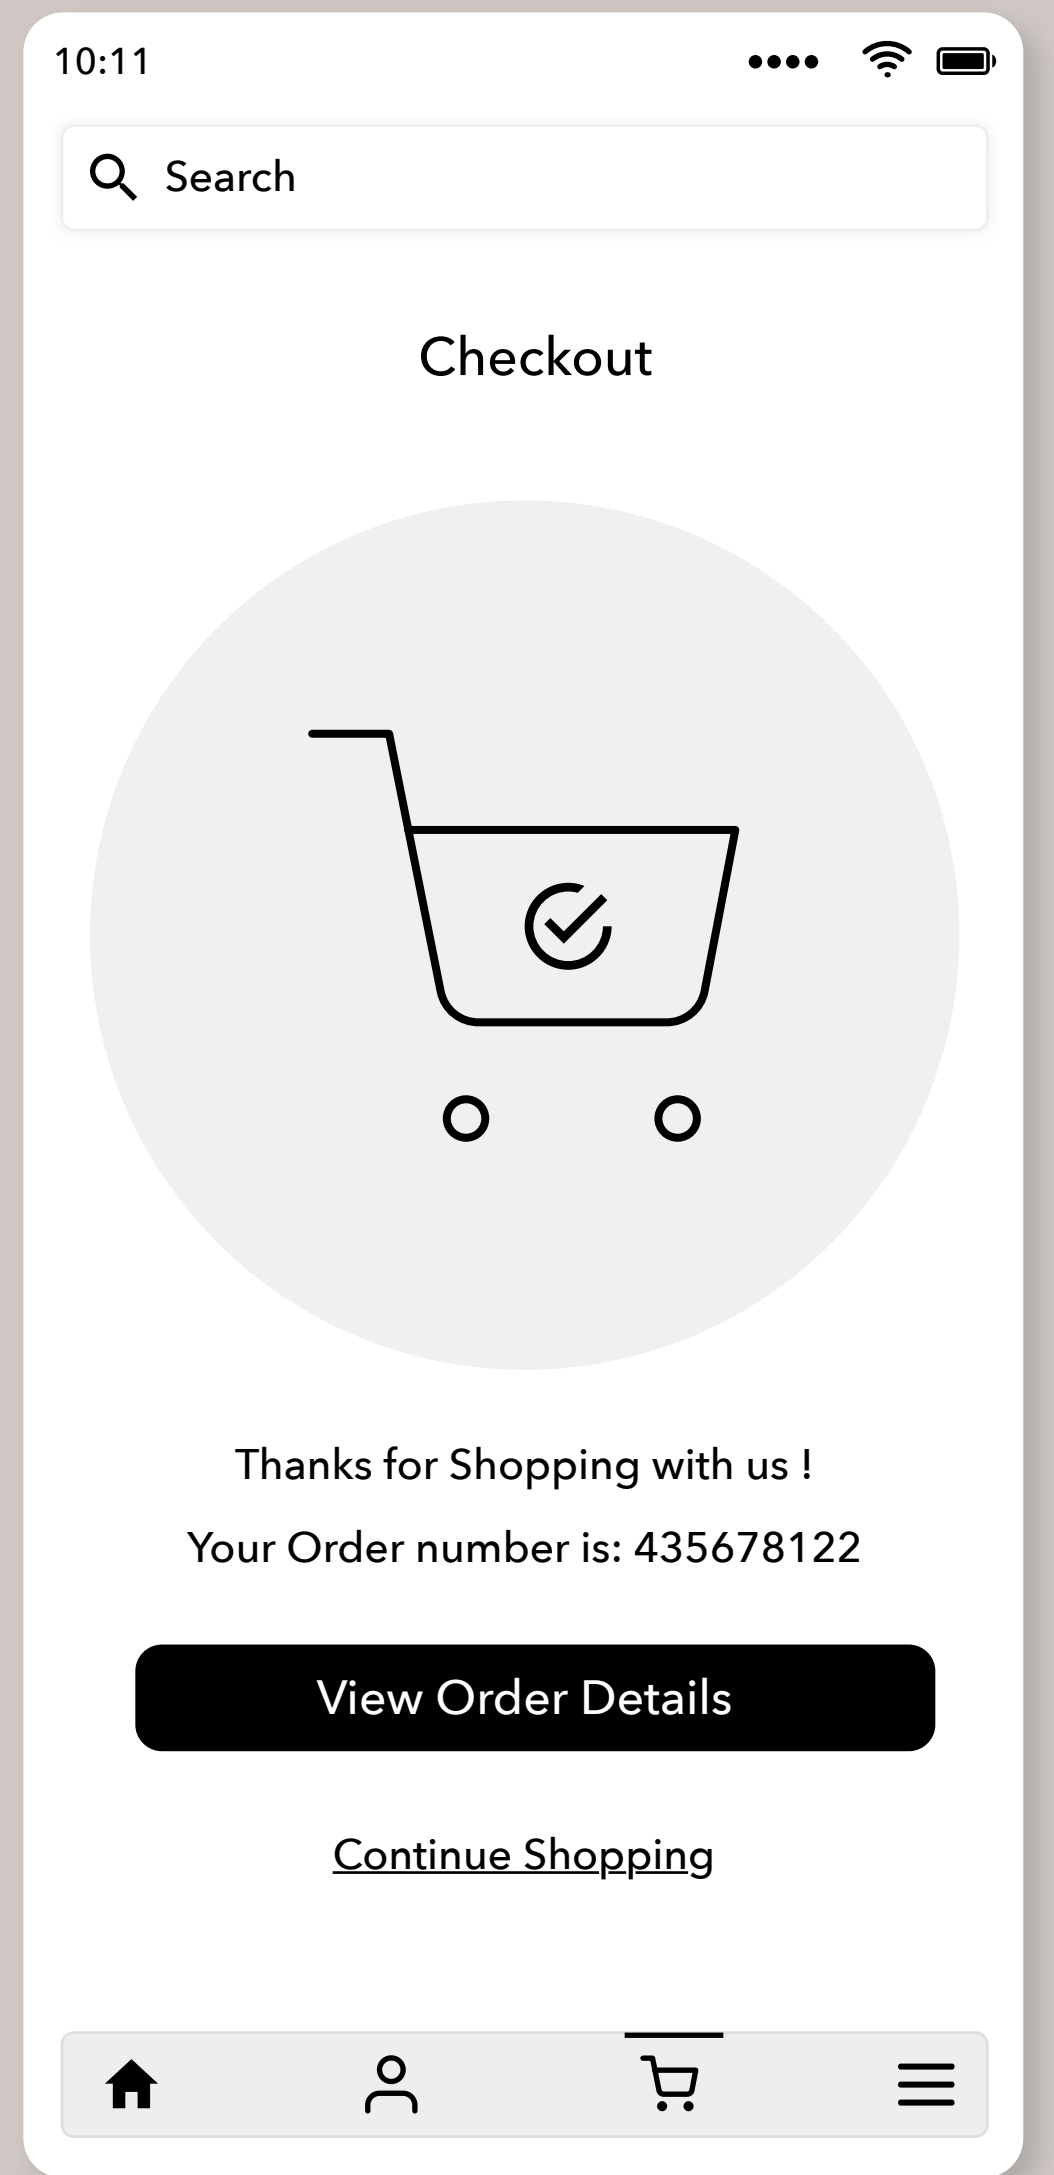 10:11
Search
Checkout
Thanks for Shopping with us !
Your Order number is: 435678122
View Order Details
Continue Shopping